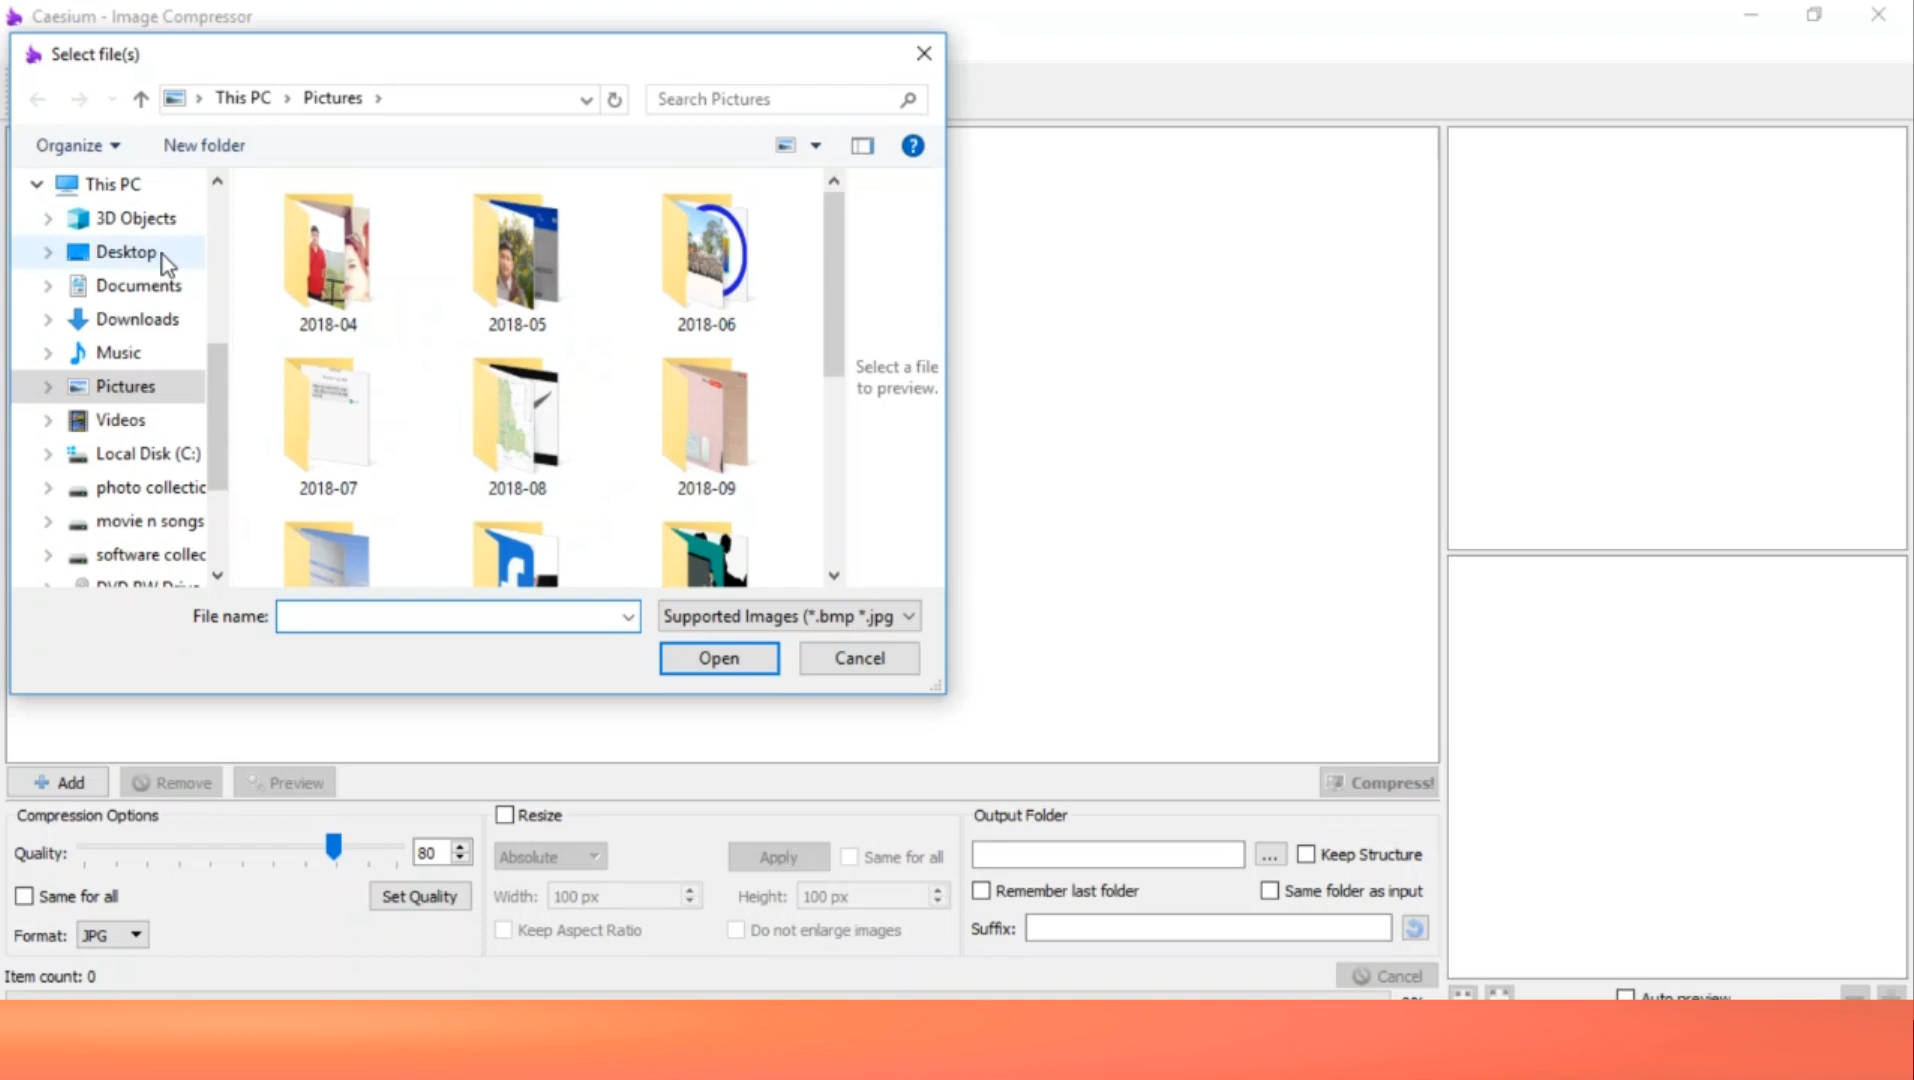 Caesium - Image Compressor
Select file(s)
This PC > Pictures >
Search Pictures
Organize
New folder
This PC
3D Objects
Desktop
Documents
Downloads
Music
Pictures
Videos
Local Disk (C:)
photo collectic
movie n songs
software collec
DVD RW Drive
2018-04
2018-05
2018-06
2018-07
2018-08
2018-09
Select a file
to preview.
File name:
Supported Images (*.bmp *.jpg
Open
Cancel
Add
Remove
Preview
Compress!
Compression Options
Quality:
80
Same for all
Set Quality
Format:
JPG
Resize
Absolute
Apply
Same for all
Width:
100 px
Height:
100 px
Keep Aspect Ratio
Do not enlarge images
Output Folder
...
Keep Structure
Remember last folder
Same folder as input
Suffix:
Item count: 0
Cancel
Auto preview